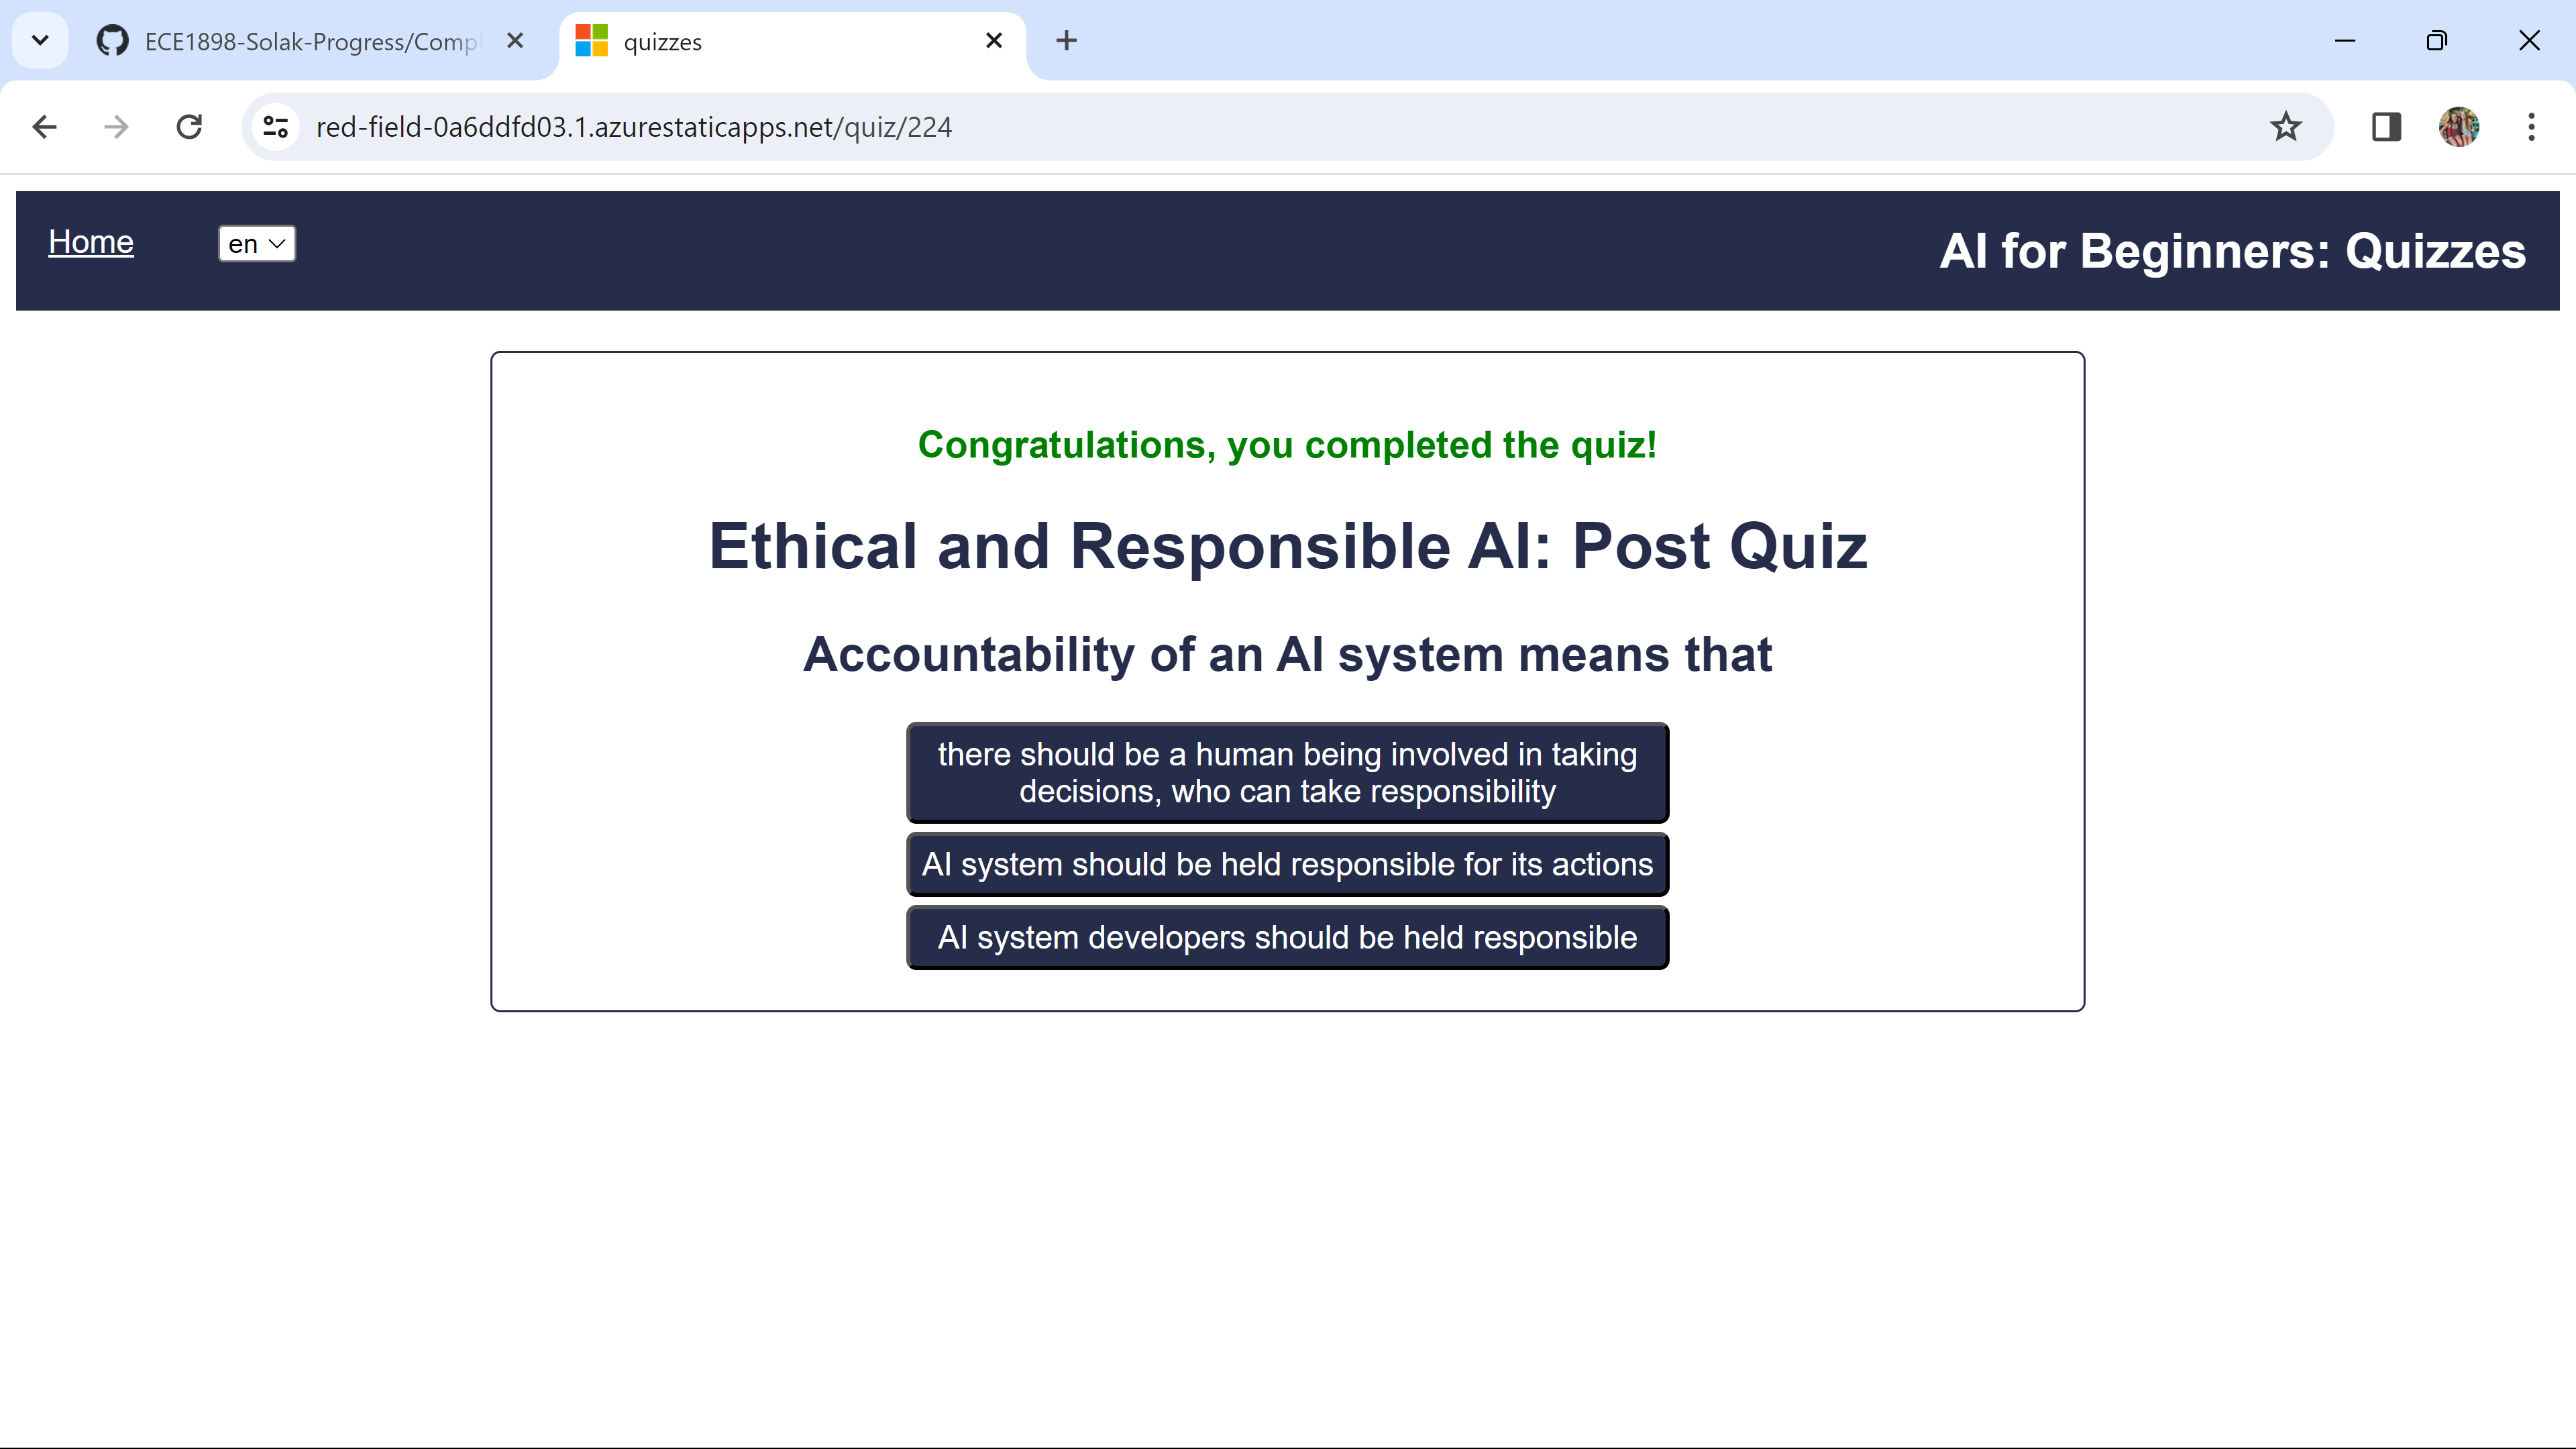 ECE1898-Solak-Progress/Comp
quizzes
red-field-0a6ddfd03.1.azurestaticapps.net/quiz/224
Home
en
AI for Beginners: Quizzes
Congratulations, you completed the quiz!
Ethical and Responsible AI: Post Quiz
Accountability of an AI system means that
there should be a human being involved in taking
decisions, who can take responsibility
AI system should be held responsible for its actions
AI system developers should be held responsible